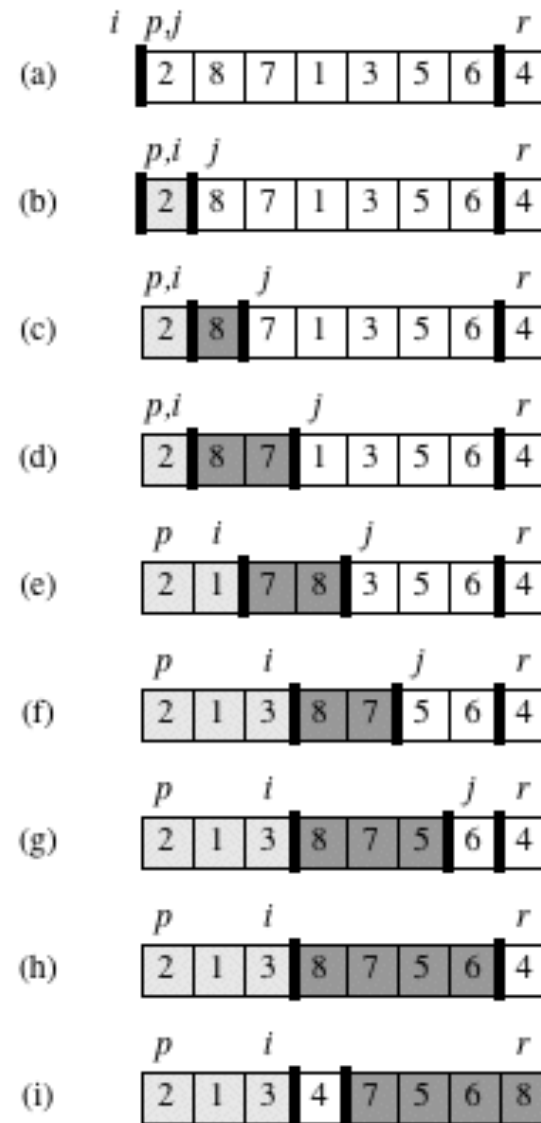 i p,j r
(a) 2 8 7 1 3 5 6 4
p,i j r
(b) 2 8 7 1 3 5 6 4
p,i j r
(c) 2 8 7 1 3 5 6 4
p,i j r
(d) 2 8 7 1 3 5 6 4
p i j r
(e) 2 1 7 8 3 5 6 4
p i j r
(f) 2 1 3 8 7 5 6 4
p i j r
(g) 2 1 3 8 7 5 6 4
p i r
(h) 2 1 3 8 7 5 6 4
p i r
(i) 2 1 3 4 7 5 6 8